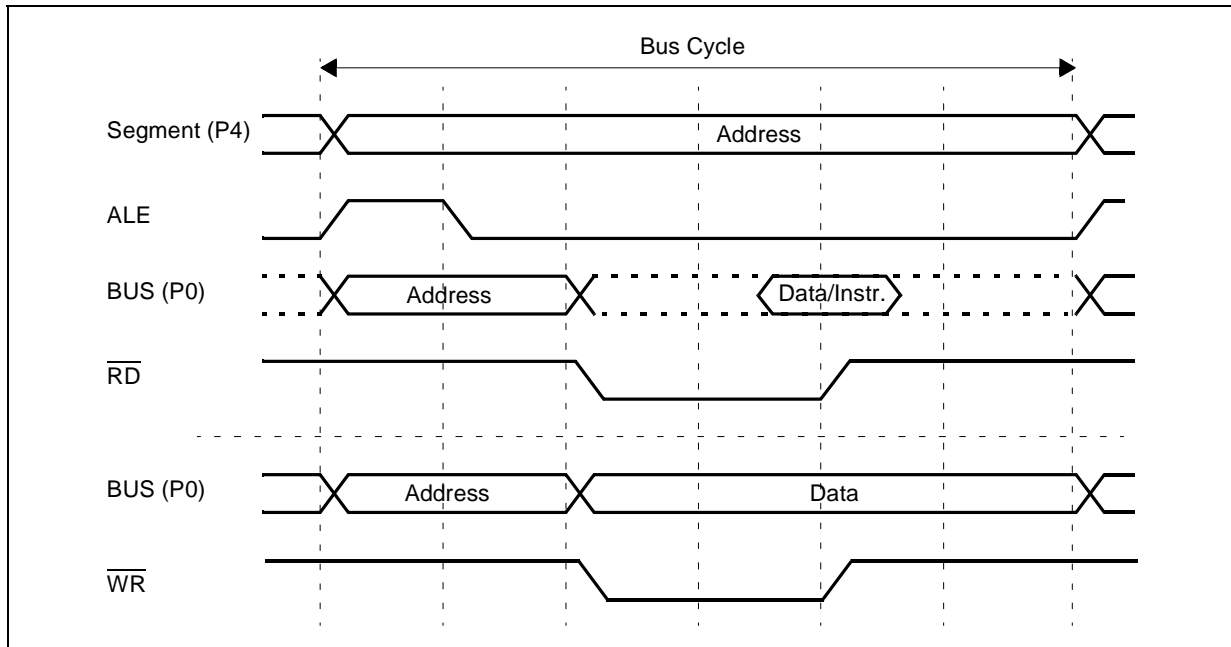 Bus Cycle
Segment (P4)
Address
ALE
BUS (P0)
Address
Data/Instr.
RD
BUS (P0)
Address
Data
WR